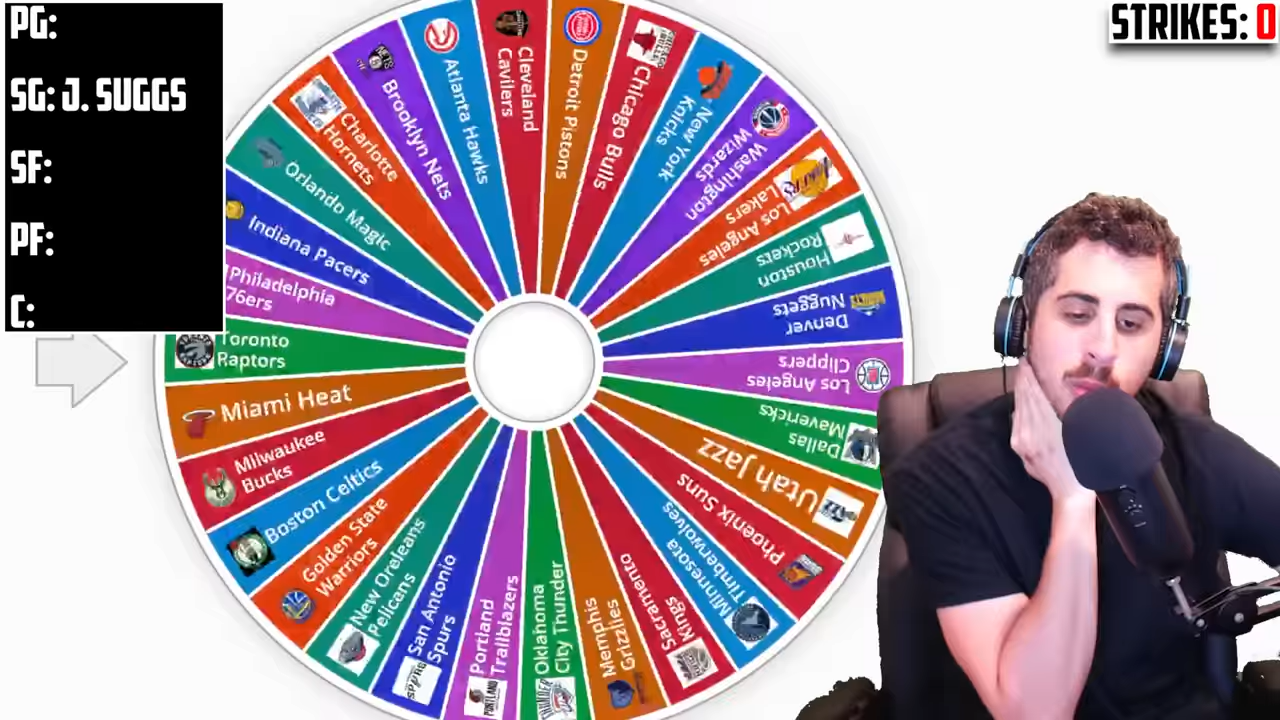 PG:
SG: J. SUGGS
SF:
PF:
C:
STRIKES: 0
Cleveland
Cavilers
Detroit Pistons
Chicago Bulls
New York
Knicks
Washington
Wizards
Los Angeles
Lakers
Houston
Rockets
Denver
Nuggets
Los Angeles
Clippers
Dallas
Mavericks
Utah Jazz
Phoenix Suns
Minnesota
Timberwolves
Sacramento
Kings
Memphis
Grizzlies
Oklahoma
City Thunder
Portland
Trailblazers
San Antonio
Spurs
New Oreleans
Pelicans
Golden State
Warriors
Boston Celtics
Milwaukee
Bucks
Miami Heat
Toronto
Raptors
Philadelphia
76ers
Indiana Pacers
Orlando Magic
Charlotte
Hornets
Brooklyn Nets
Atlanta Hawks